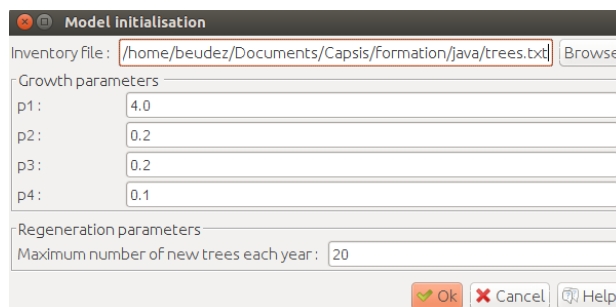 Model initialisation
Inventory file : /home/beudez/Documents/Capsis/formation/java/trees.txt Browse
Growth parameters
p1 : 4.0
p2 : 0.2
p3 : 0.2
p4 : 0.1
Regeneration parameters
Maximum number of new trees each year : 20
Ok Cancel Help